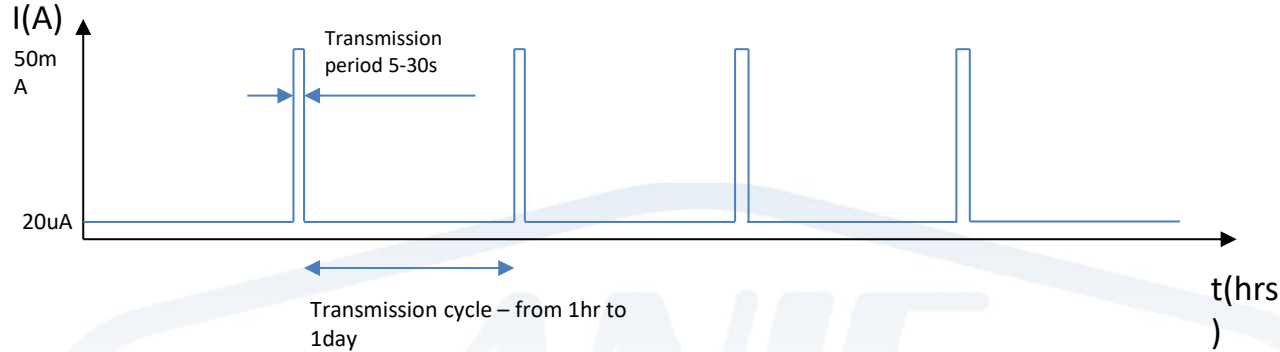 I(A)
50m
A
Transmission
period 5-30s
20uA
Transmission cycle – from 1hr to
1day
t(hrs
)